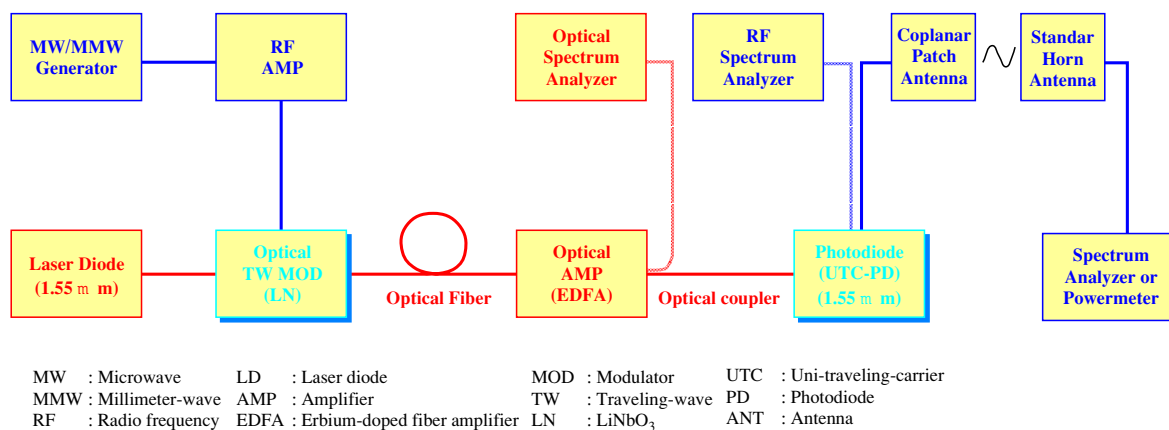 MW/MMW
Generator
RF
AMP
Optical
Spectrum
Analyzer
RF
Spectrum
Analyzer
Coplanar
Patch
Antenna
Standar
Horn
Antenna
Laser Diode
(1.55 m m)
Optical
TW MOD
(LN)
Optical Fiber
Optical
AMP
(EDFA)
Optical coupler
Photodiode
(UTC-PD)
(1.55 m m)
Spectrum
Analyzer or
Powermeter
MW : Microwave LD : Laser diode MOD : Modulator UTC : Uni-traveling-carrier
MMW : Millimeter-wave AMP : Amplifier TW : Traveling-wave PD : Photodiode
RF : Radio frequency EDFA : Erbium-doped fiber amplifier LN : LiNbO3 ANT : Antenna